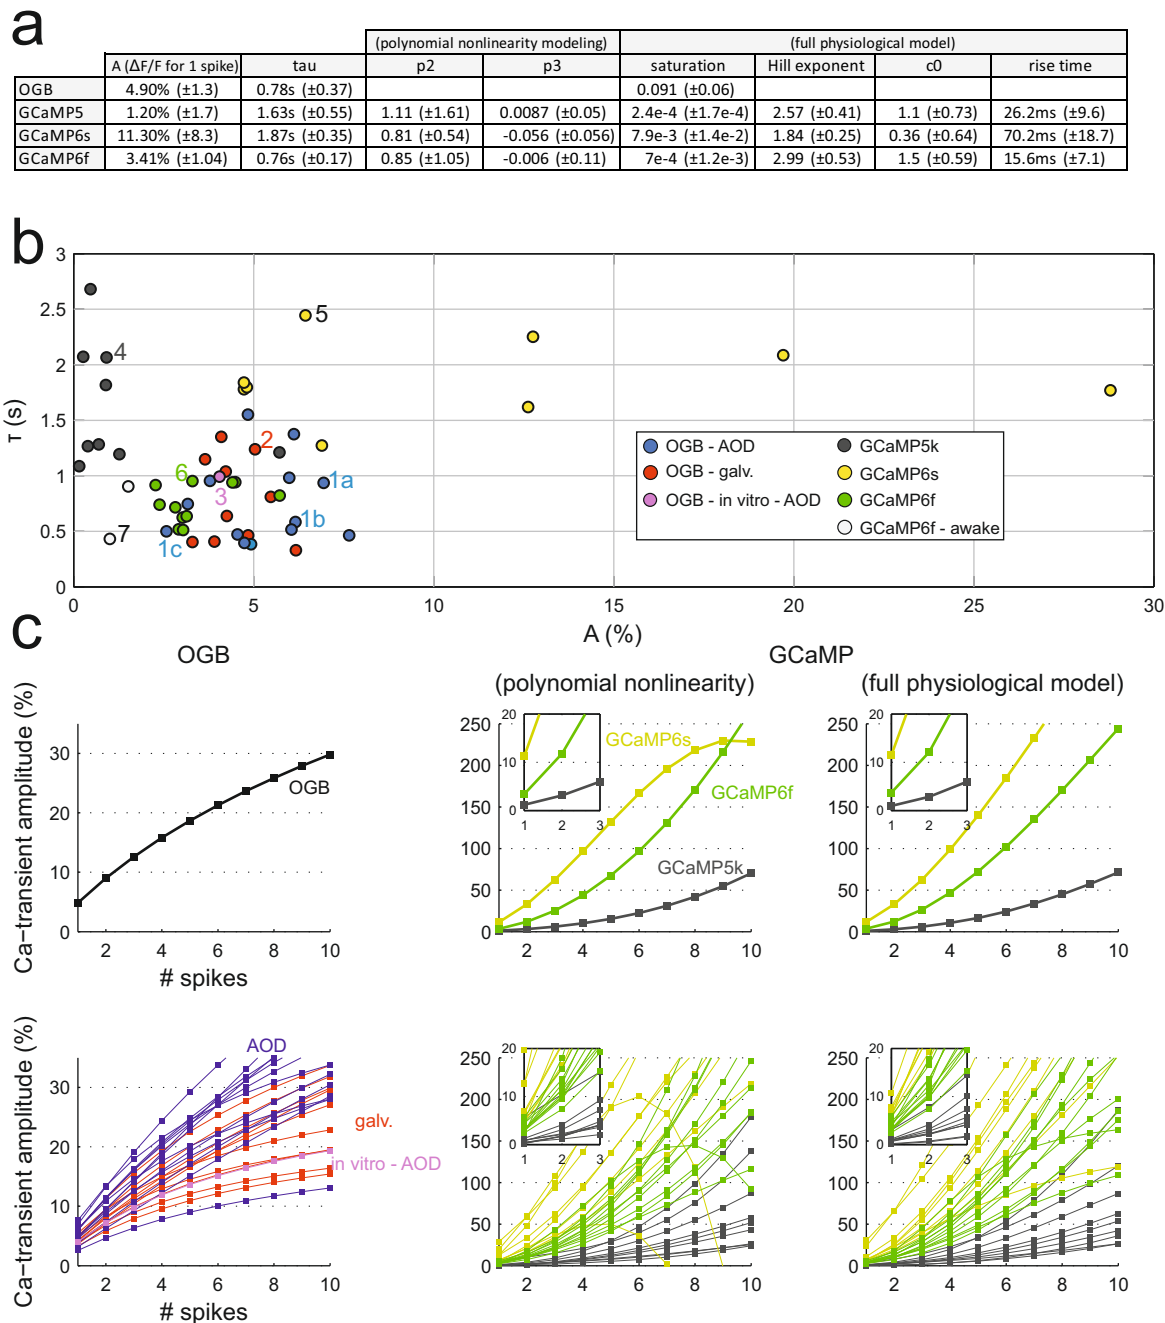 a
(polynomial nonlinearity modeling) (full physiological model)
A (ΔF/F for 1 spike) tau p2 p3 saturation Hill exponent c0 rise time
OGB 4.90% (±1.3) 0.78s (±0.37) 0.091 (±0.06)
GCaMP5 1.20% (±1.7) 1.63s (±0.55) 1.11 (±1.61) 0.0087 (±0.05) 2.4e-4 (±1.7e-4) 2.57 (±0.41) 1.1 (±0.73) 26.2ms (±9.6)
GCaMP6s 11.30% (±8.3) 1.87s (±0.35) 0.81 (±0.54) -0.056 (±0.056) 7.9e-3 (±1.4e-2) 1.84 (±0.25) 0.36 (±0.64) 70.2ms (±18.7)
GCaMP6f 3.41% (±1.04) 0.76s (±0.17) 0.85 (±1.05) -0.006 (±0.11) 7e-4 (±1.2e-3) 2.99 (±0.53) 1.5 (±0.59) 15.6ms (±7.1)
b
3
2.5
2
1.5
1
0.5
0
τ (s)
5
4
2
6
3
1a
1b
7
1c
OGB - AOD
OGB - galv.
OGB - in vitro - AOD
GCaMP5k
GCaMP6s
GCaMP6f
GCaMP6f - awake
0 5 10 15 20 25 30
A (%)
c
OGB
GCaMP
(polynomial nonlinearity)
(full physiological model)
Ca−transient amplitude (%)
30
20
10
0
OGB
2 4 6 8 10
# spikes
250
200
150
100
50
0
20
10
0
1 2 3
GCaMP6s
GCaMP6f
GCaMP5k
2 4 6 8 10
250
200
150
100
50
0
20
10
0
1 2 3
2 4 6 8 10
Ca−transient amplitude (%)
30
20
10
0
AOD
galv.
in vitro - AOD
2 4 6 8 10
# spikes
250
200
150
100
50
0
20
10
0
1 2 3
2 4 6 8 10
250
200
150
100
50
0
20
10
0
1 2 3
2 4 6 8 10